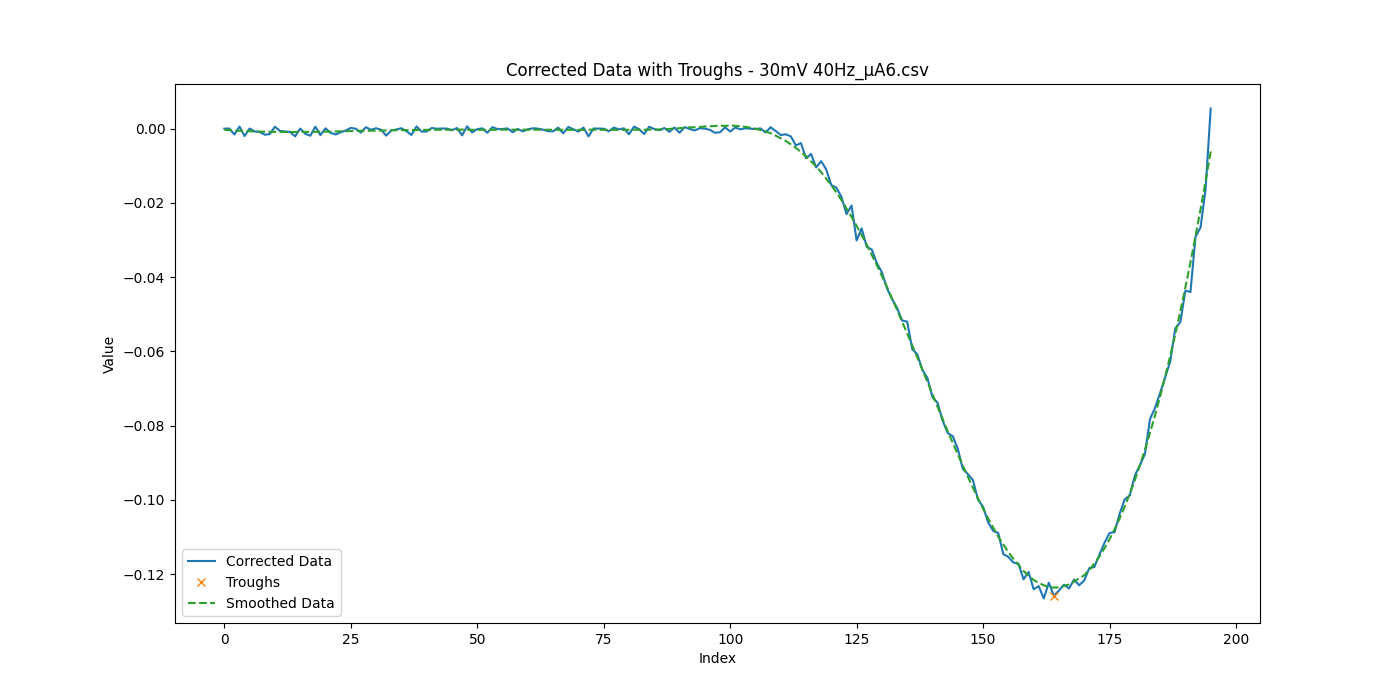 Corrected Data with Troughs - 30mV 40Hz_µA6.csv
0.00
−0.02
−0.04
−0.06
−0.08
−0.10
−0.12
Value
Corrected Data
Troughs
Smoothed Data
0 25 50 75 100 125 150 175 200
Index